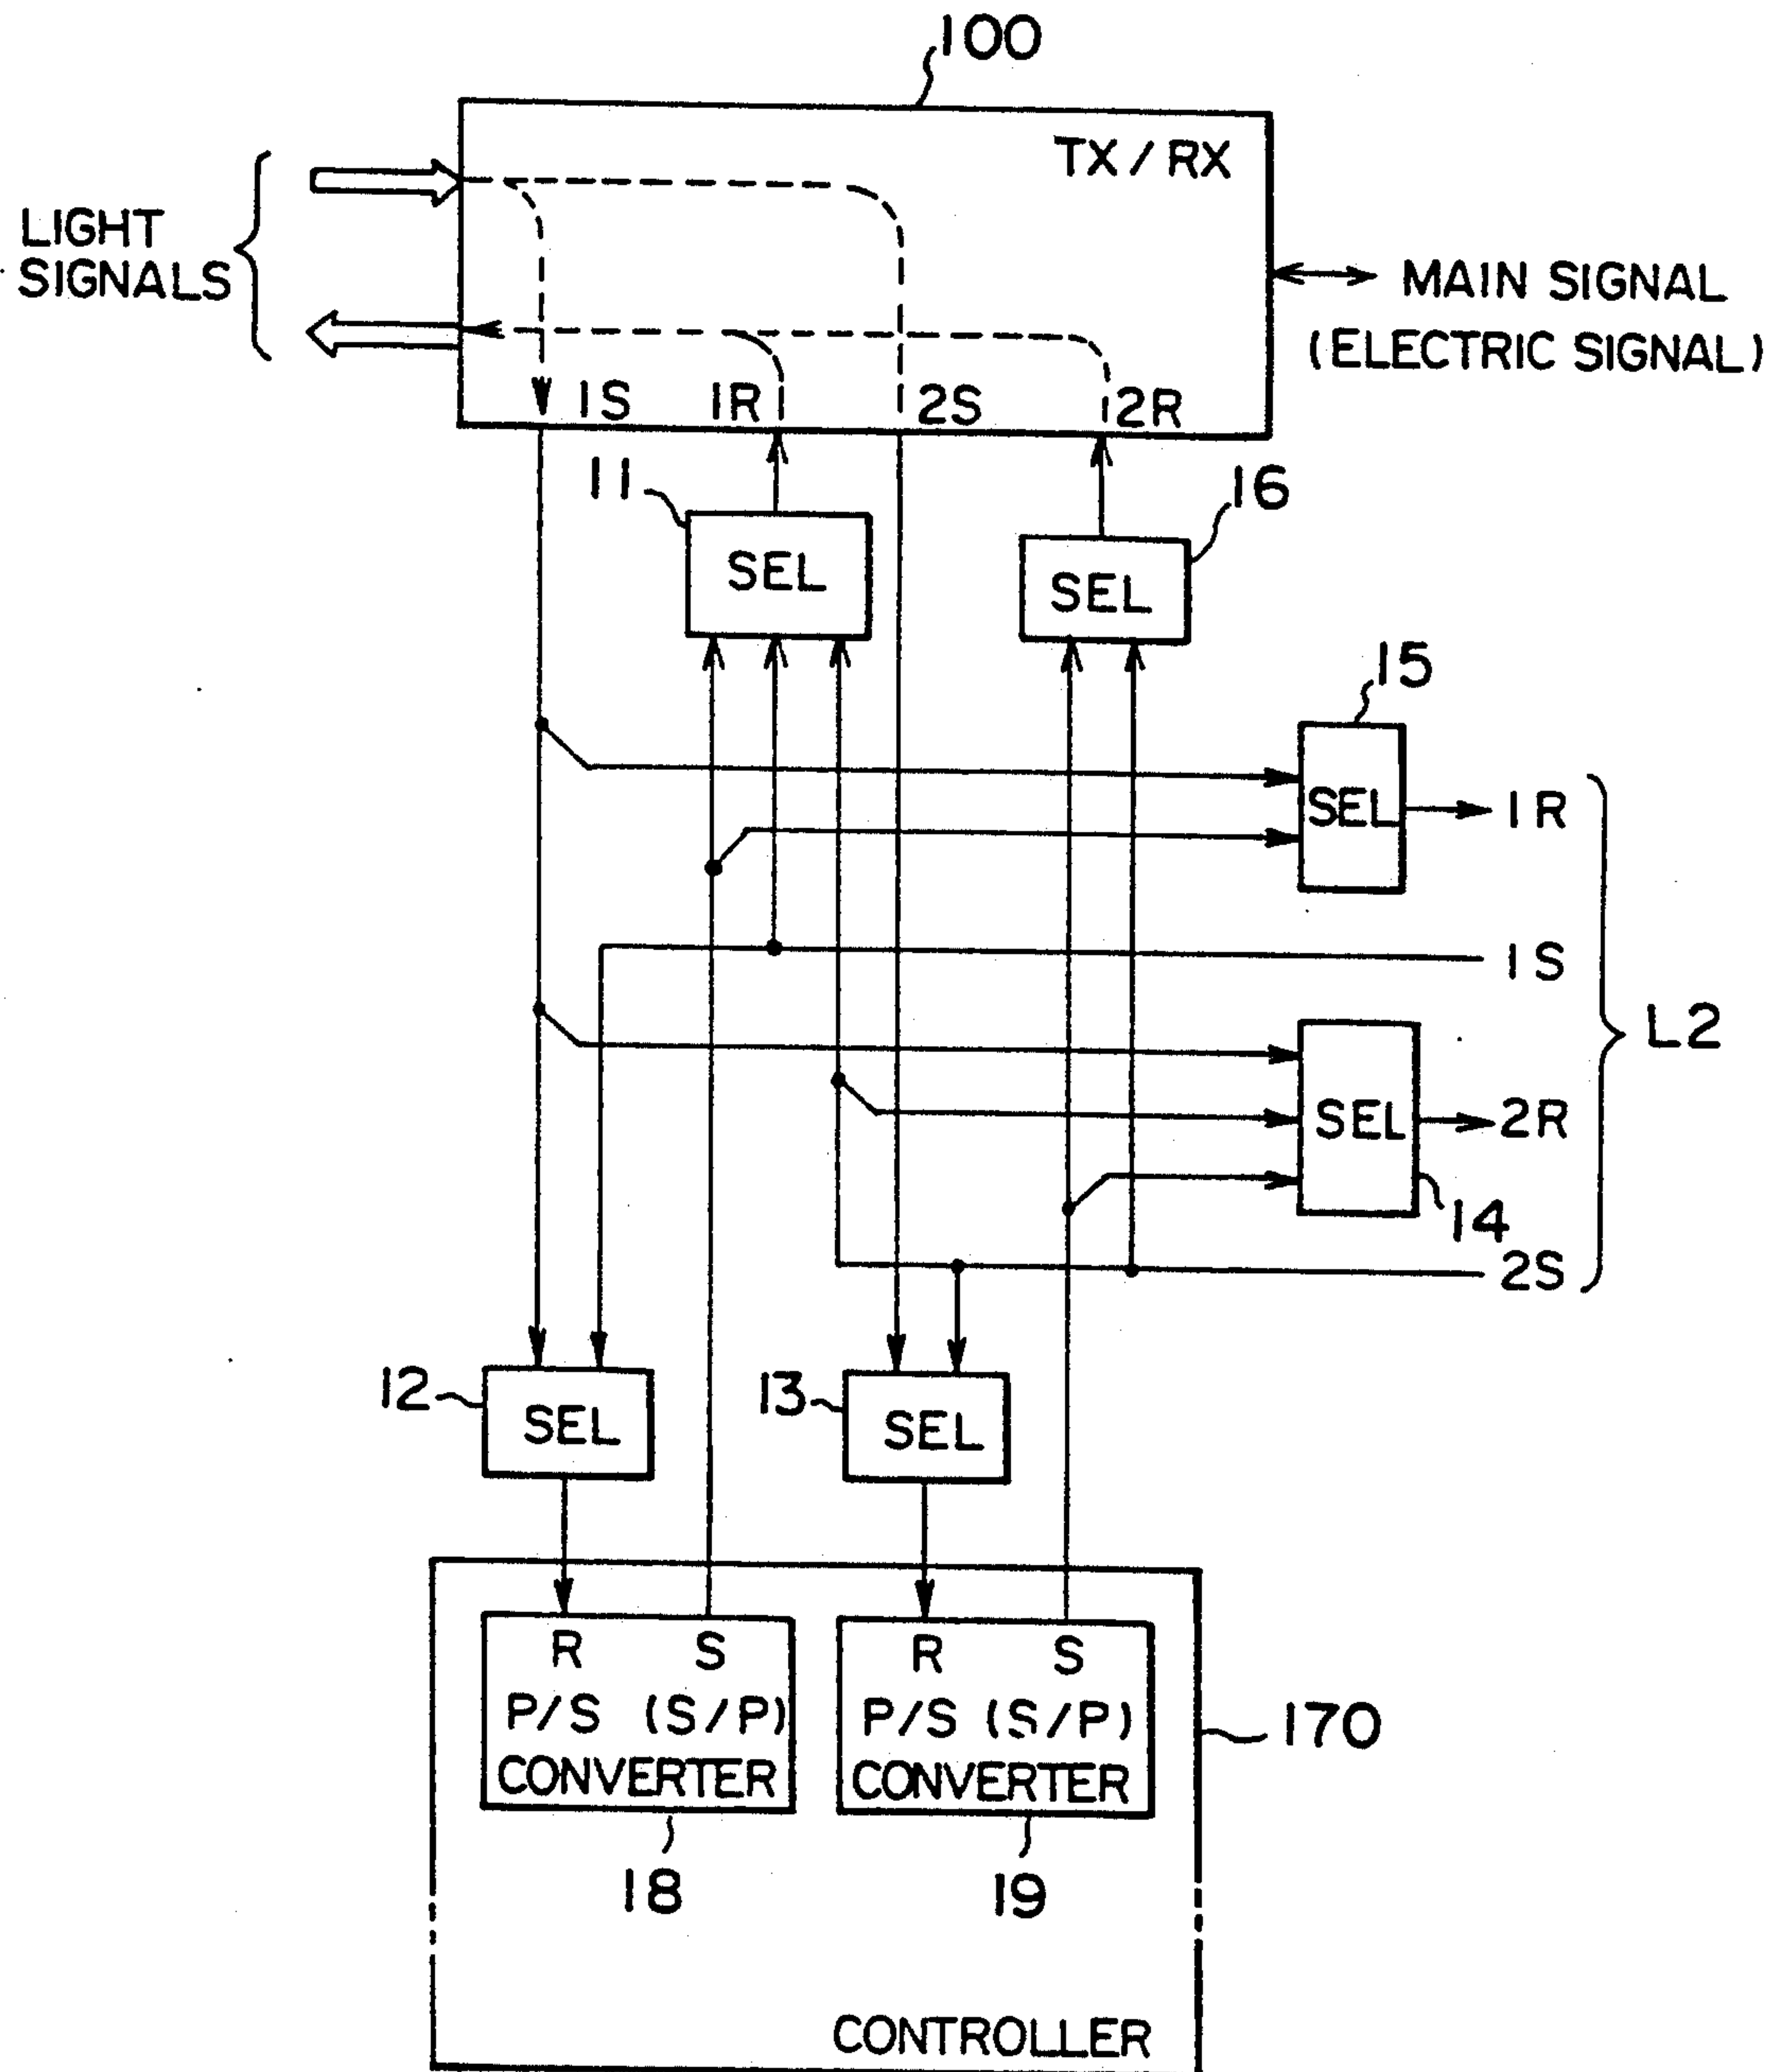 100
TX / RX
LIGHT
SIGNALS
MAIN SIGNAL
(ELECTRIC SIGNAL)
1S
1R
2S
2R
11
SEL
16
SEL
15
SEL
1R
1S
L2
SEL
2R
14
2S
12
SEL
13
SEL
R S
P/S (S/P)
CONVERTER
R S
P/S (S/P)
CONVERTER
170
18
19
CONTROLLER